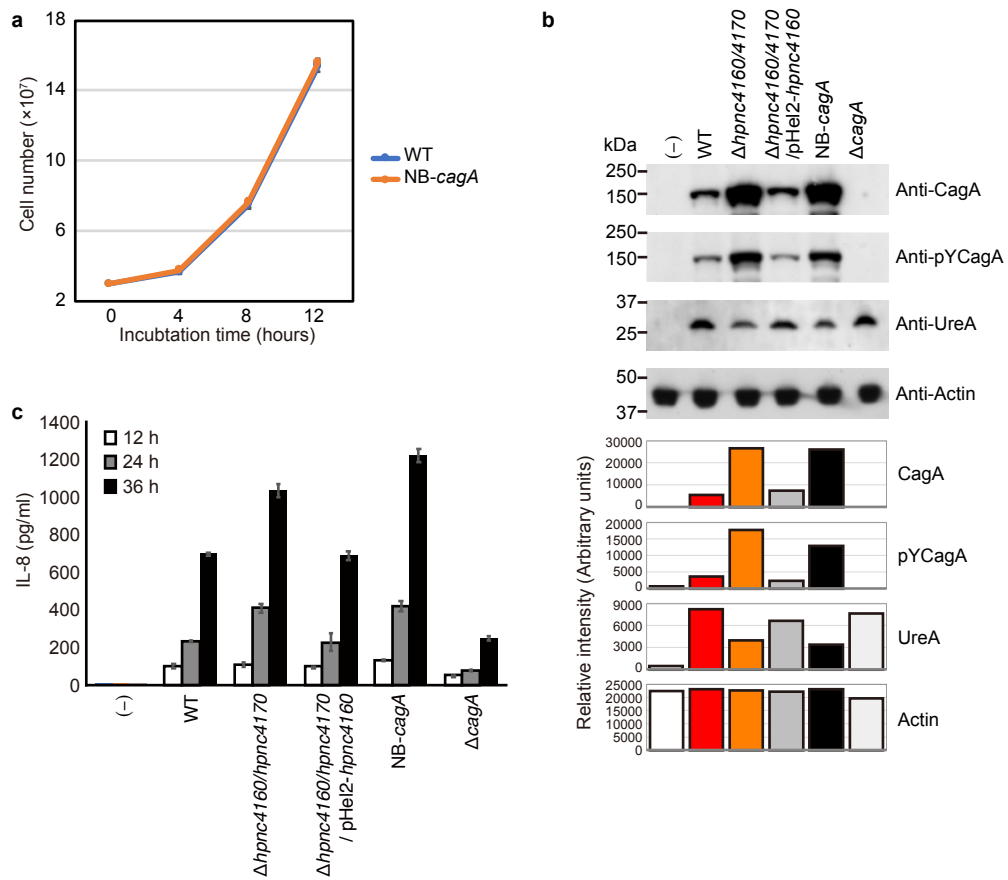 a
18
14
10
6
2
Cell number (×10⁷)
0 4 8 12
Incubtation time (hours)
WT
NB-cagA
b
kDa
(−)
WT
Δhpnc4160/4170
Δhpnc4160/4170
/pHel2-hpnc4160
NB-cagA
ΔcagA
250
150
Anti-CagA
250
150
Anti-pYCagA
37
25
Anti-UreA
50
37
Anti-Actin
Relative intensity (Arbitrary units)
30000
20000
10000
0
CagA
20000
15000
10000
5000
0
pYCagA
9000
6000
3000
0
UreA
25000
20000
15000
10000
5000
0
Actin
c
1400
1200
1000
800
600
400
200
0
IL-8 (pg/ml)
12 h
24 h
36 h
(−)
WT
Δhpnc4160/hpnc4170
Δhpnc4160/hpnc4170
/ pHel2-hpnc4160
NB-cagA
ΔcagA